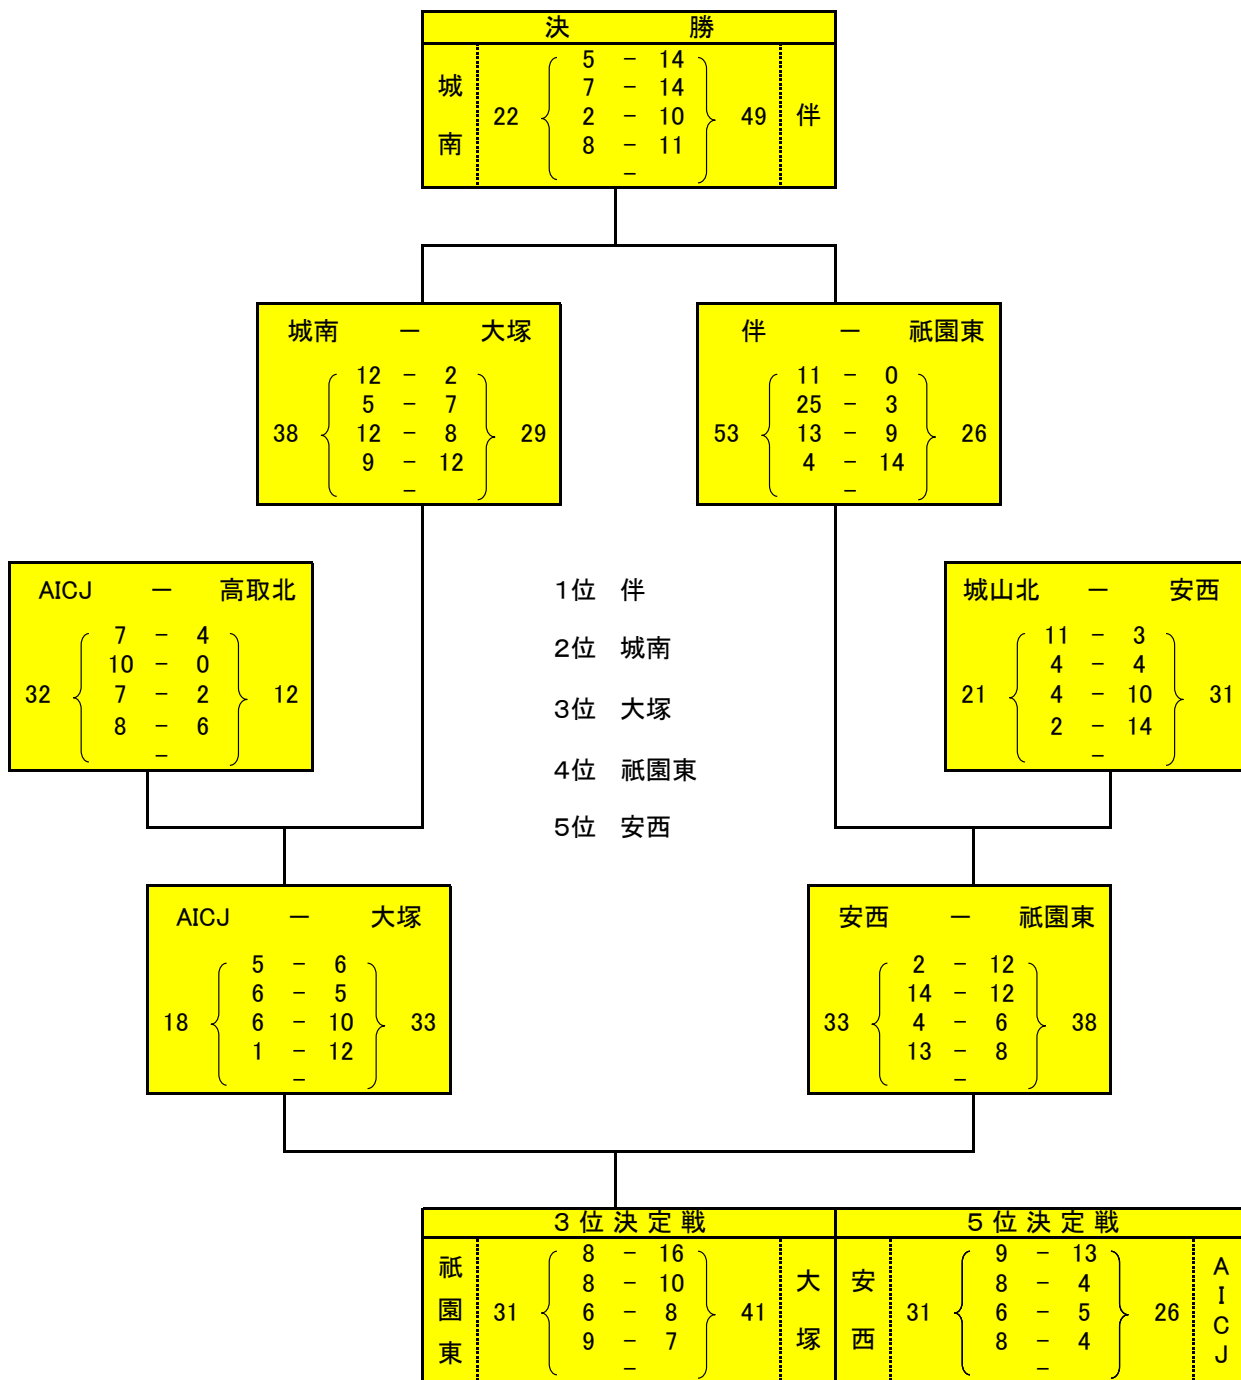 決 勝
城南 22 49 伴
5 - 14
7 - 14
2 - 10
8 - 11
-
城南 ー 大塚
12 - 2
5 - 7
38 12 - 8 29
9 - 12
-
伴 ー 祇園東
11 - 0
25 - 3
53 13 - 9 26
4 - 14
-
AICJ ー 高取北
7 - 4
10 - 0
32 7 - 2 12
8 - 6
-
1位 伴
2位 城南
3位 大塚
4位 祇園東
5位 安西
城山北 ー 安西
11 - 3
4 - 4
21 4 - 10 31
2 - 14
-
AICJ ー 大塚
5 - 6
6 - 5
18 6 - 10 33
1 - 12
-
安西 ー 祇園東
2 - 12
14 - 12
33 4 - 6 38
13 - 8
-
3位決定戦
祇園東 31 41 大塚
8 - 16
8 - 10
6 - 8
9 - 7
-
5位決定戦
安西 31 26 AICJ
9 - 13
8 - 4
6 - 5
8 - 4
-